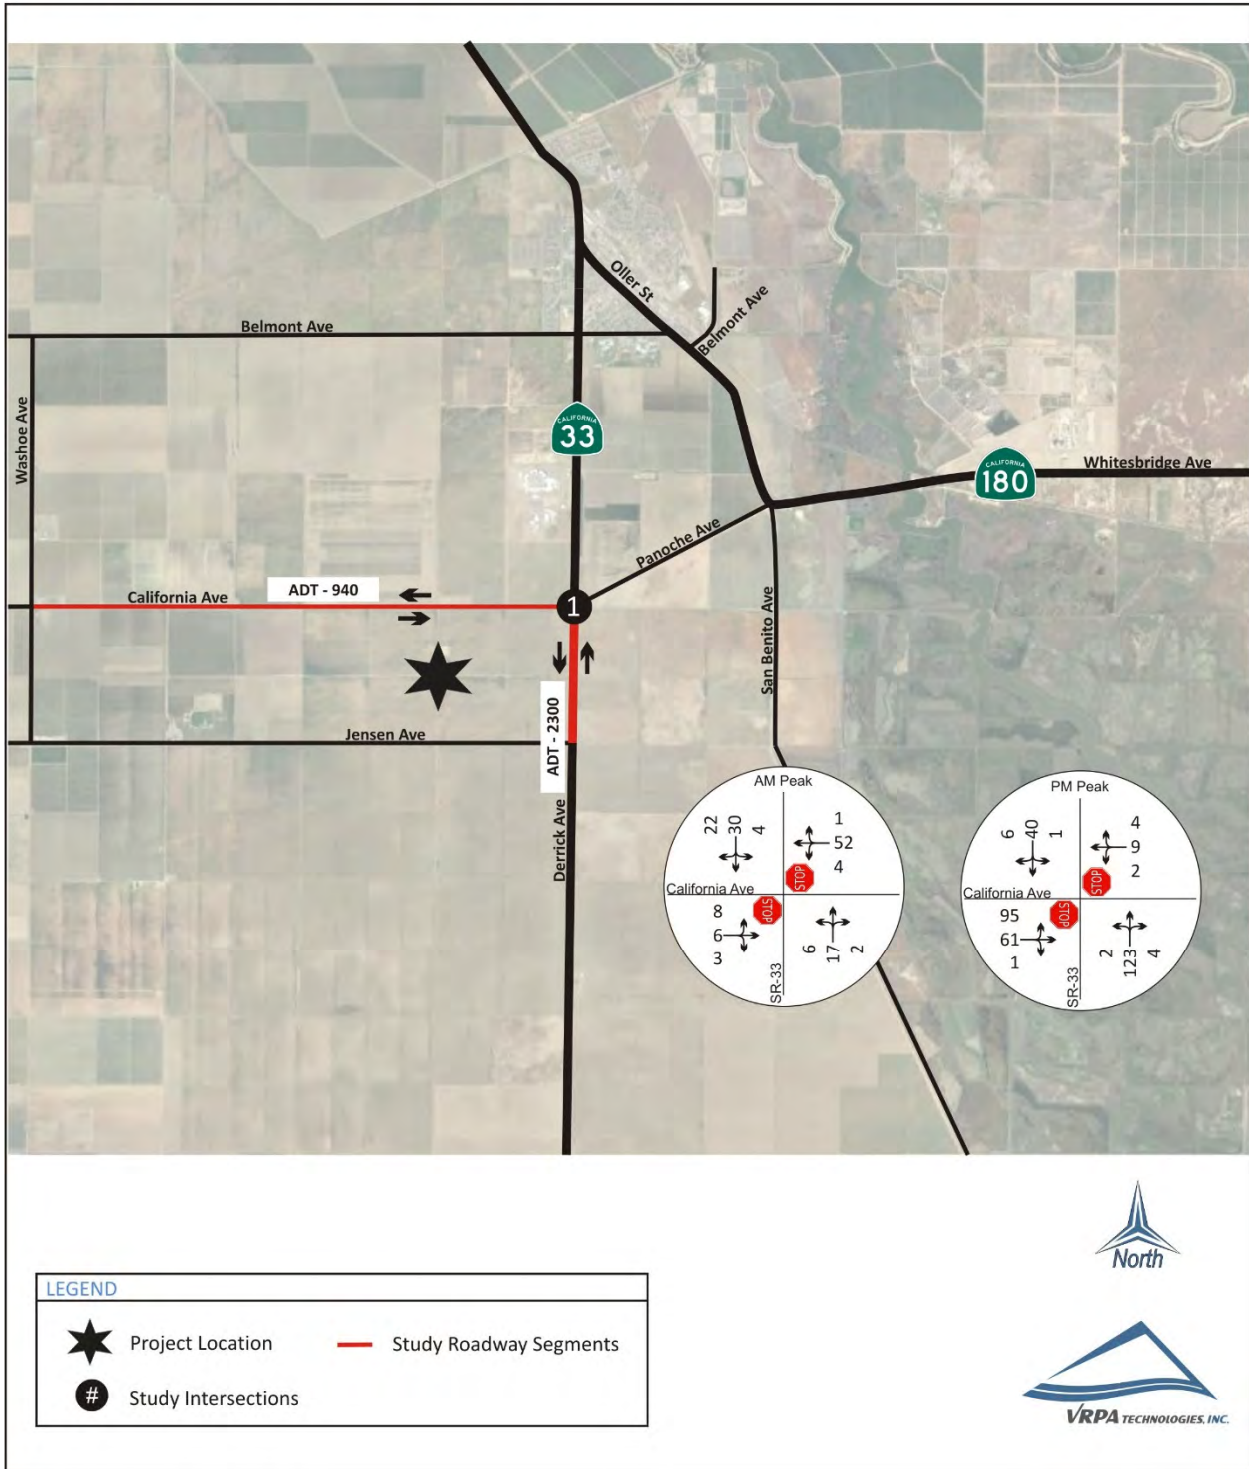 Oller St
Belmont Ave
Belmont Ave
Washoe Ave
CALIFORNIA
33
CALIFORNIA
180
Whitesbridge Ave
Panoche Ave
California Ave
ADT - 940
1
San Benito Ave
ADT - 2300
Jensen Ave
Derrick Ave
AM Peak
22 30 4
1
52
4
STOP
California Ave
8
6
3
STOP
6 17 2
SR-33
PM Peak
6 40 1
4
9
2
STOP
California Ave
95
61
1
STOP
2 123 4
SR-33
North
LEGEND
Project Location
Study Roadway Segments
# Study Intersections
VRPA TECHNOLOGIES, INC.